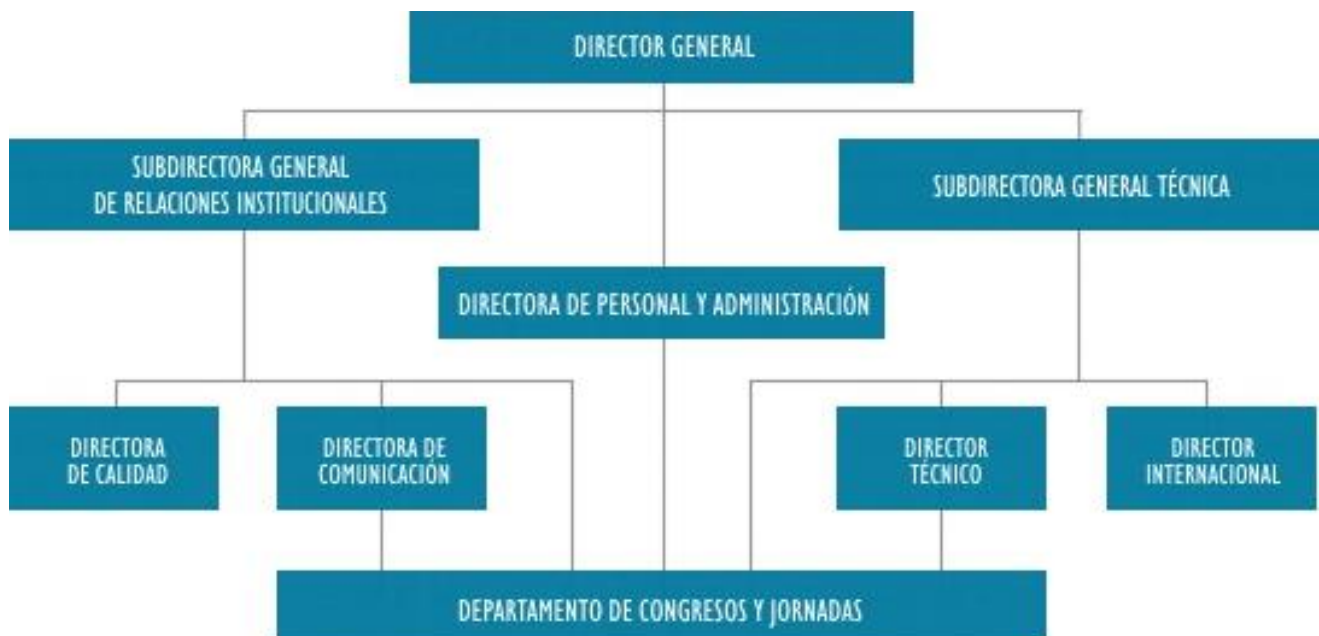 DIRECTOR GENERAL
SUBDIRECTORA GENERAL
DE RELACIONES INSTITUCIONALES
SUBDIRECTORA GENERAL TÉCNICA
DIRECTORA DE PERSONAL Y ADMINISTRACIÓN
DIRECTORA
DE CALIDAD
DIRECTORA DE
COMUNICACIÓN
DIRECTOR
TÉCNICO
DIRECTOR
INTERNACIONAL
DEPARTAMENTO DE CONGRESOS Y JORNADAS